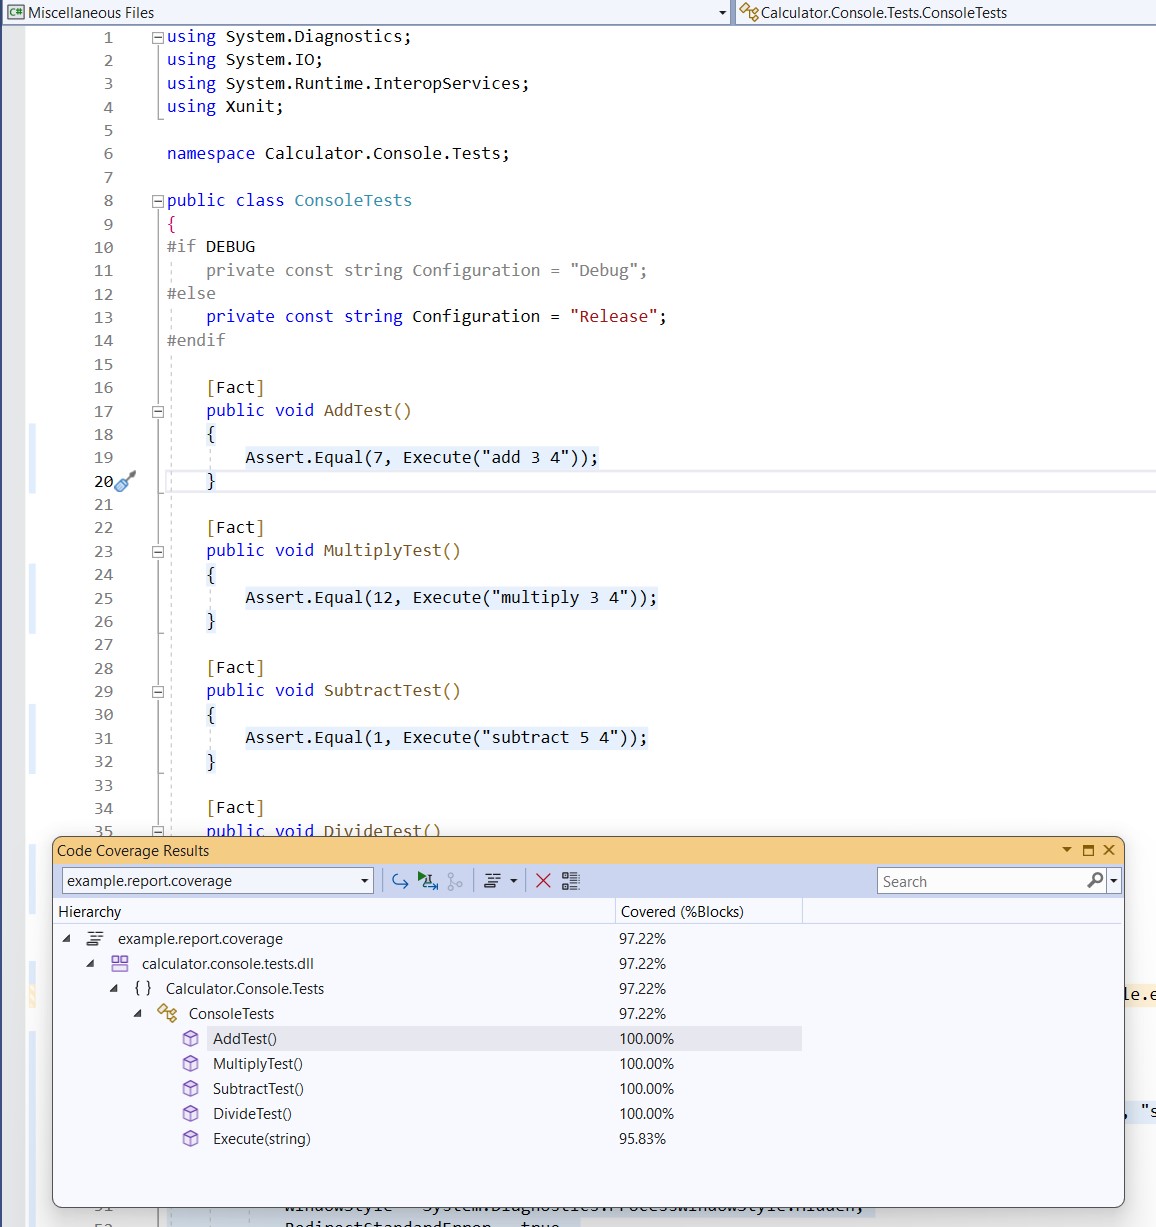 Miscellaneous Files
Calculator.Console.Tests.ConsoleTests
1 using System.Diagnostics;
2 using System.IO;
3 using System.Runtime.InteropServices;
4 using Xunit;
5
6 namespace Calculator.Console.Tests;
7
8 public class ConsoleTests
9 {
10 #if DEBUG
11 private const string Configuration = "Debug";
12 #else
13 private const string Configuration = "Release";
14 #endif
15
16 [Fact]
17 public void AddTest()
18 {
19 Assert.Equal(7, Execute("add 3 4"));
20 }
21
22 [Fact]
23 public void MultiplyTest()
24 {
25 Assert.Equal(12, Execute("multiply 3 4"));
26 }
27
28 [Fact]
29 public void SubtractTest()
30 {
31 Assert.Equal(1, Execute("subtract 5 4"));
32 }
33
34 [Fact]
35 public void DivideTest()
Code Coverage Results
example.report.coverage
Search
Hierarchy Covered (%Blocks)
example.report.coverage 97.22%
calculator.console.tests.dll 97.22%
{ } Calculator.Console.Tests 97.22%
ConsoleTests 97.22%
AddTest() 100.00%
MultiplyTest() 100.00%
SubtractTest() 100.00%
DivideTest() 100.00%
Execute(string) 95.83%
le.e
, "s
WindowStyle = System.Diagnostics.ProcessWindowStyle.Hidden,
RedirectStandardError = true